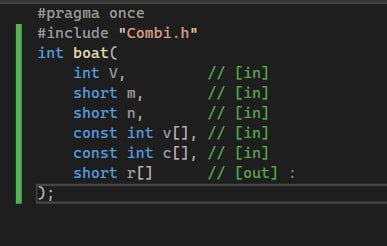 #pragma once
#include "Combi.h"
int boat(
    int V,         // [in]
    short m,       // [in]
    short n,       // [in]
    const int v[], // [in]
    const int c[], // [in]
    short r[]      // [out] :
);